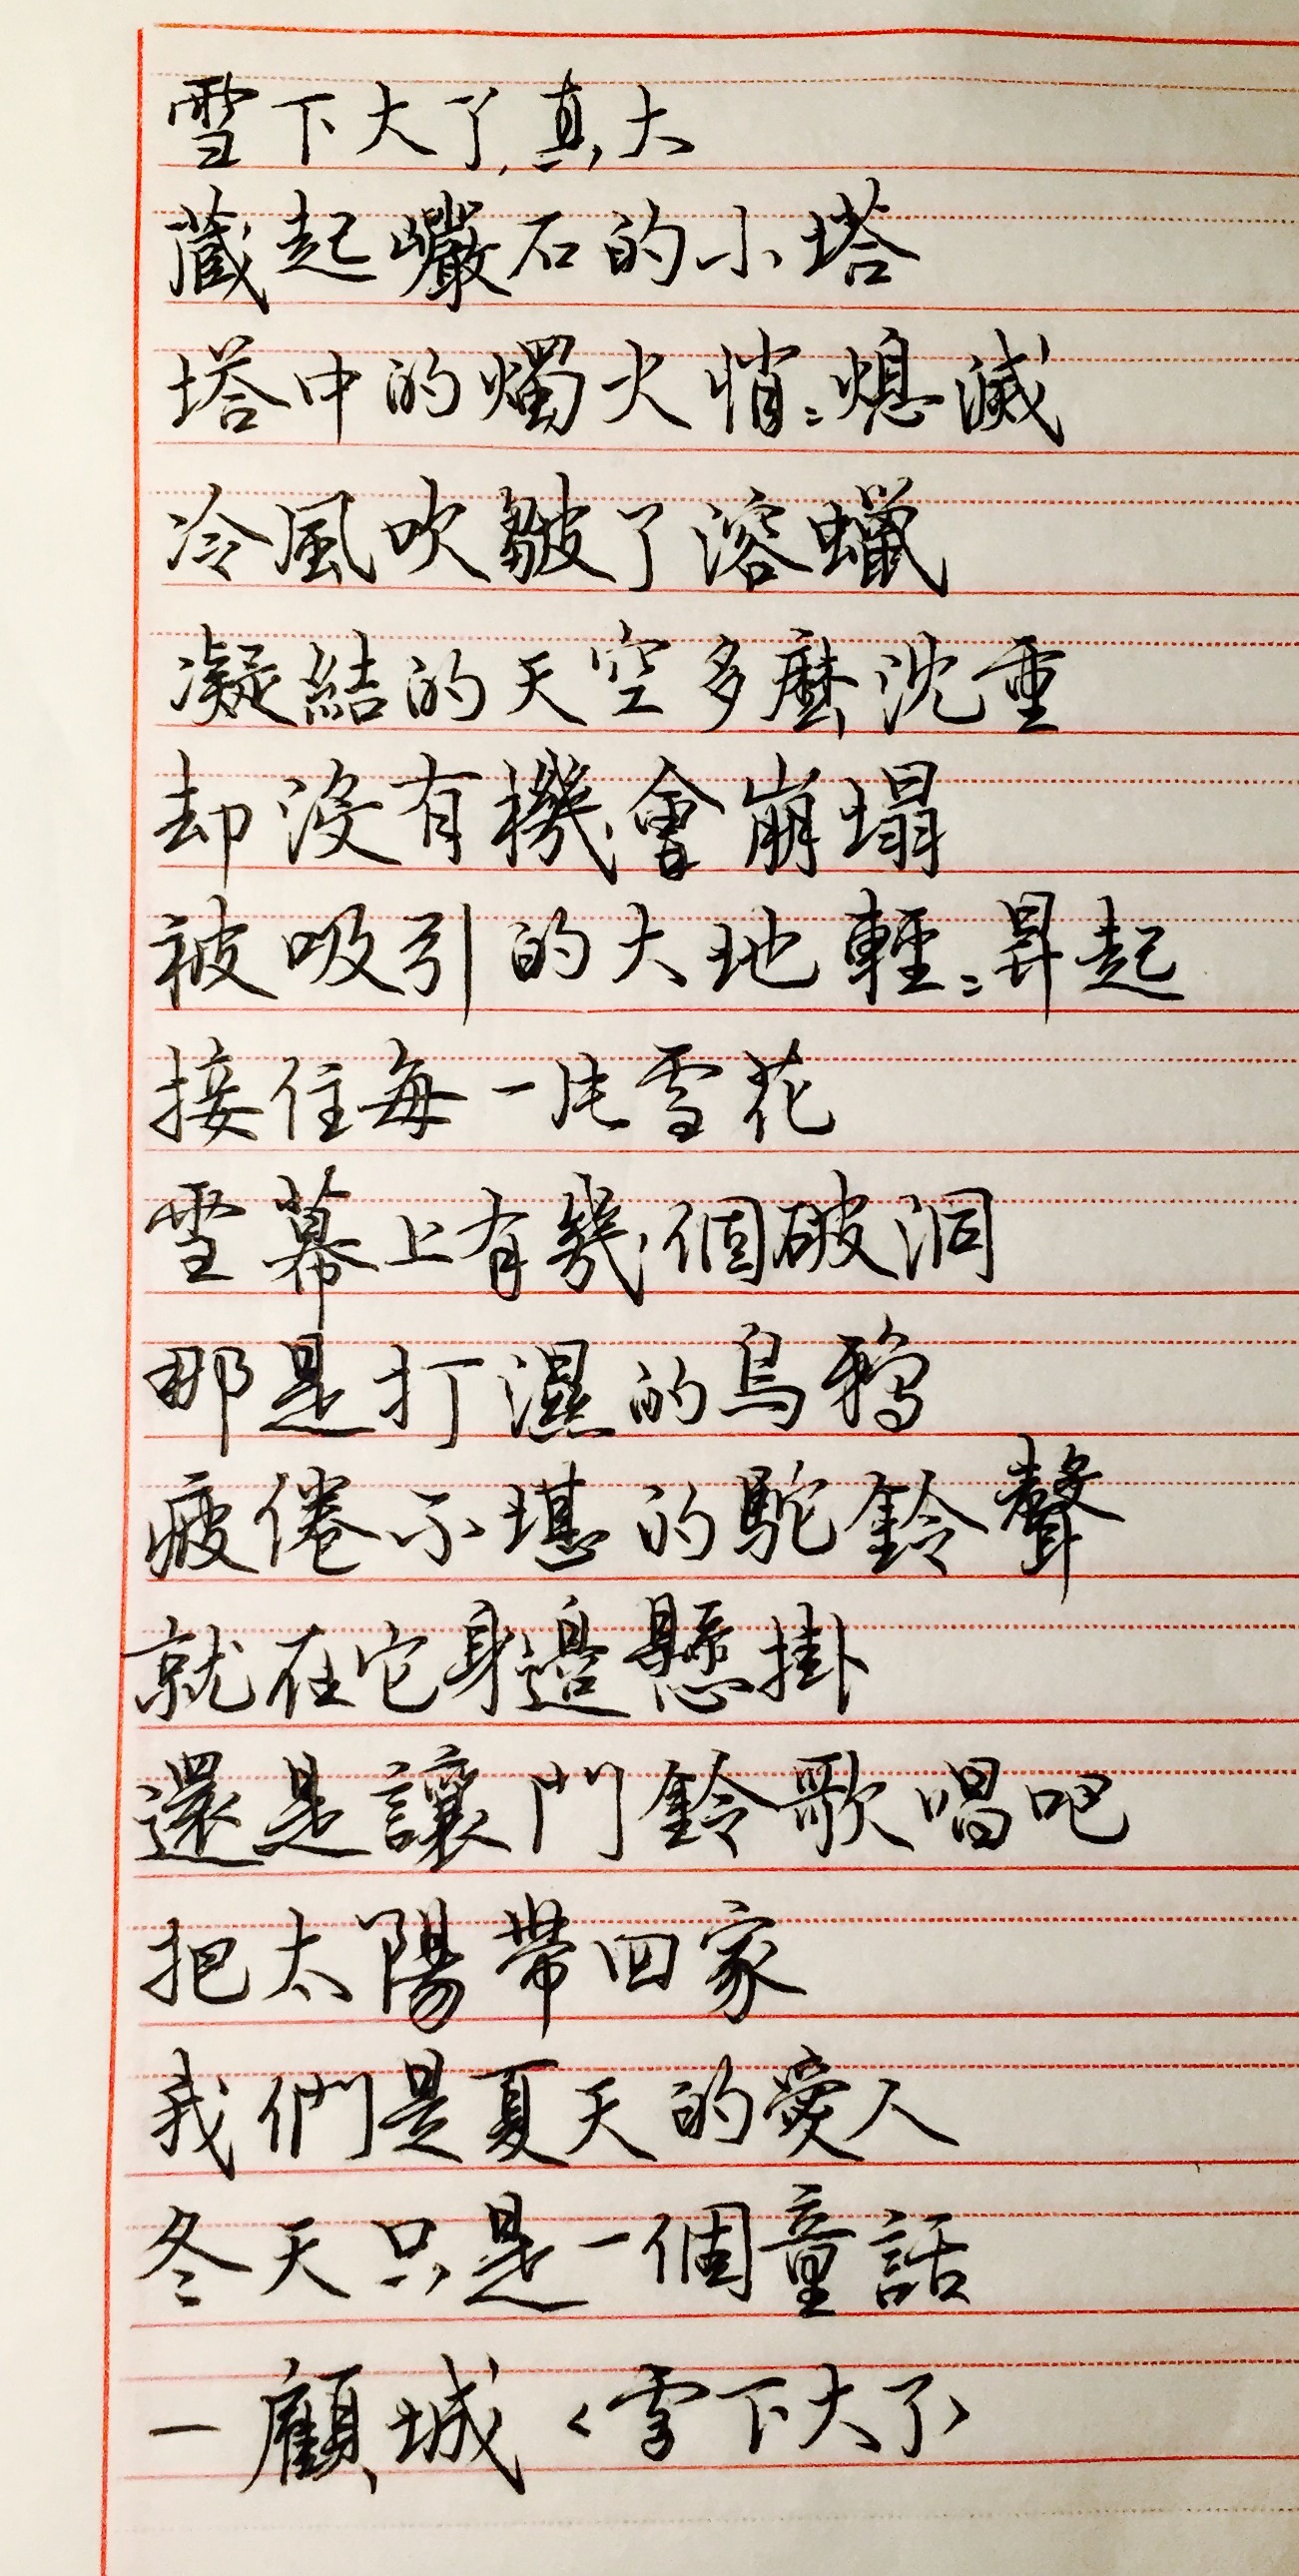 雪下大了,真大
藏起巖石的小塔
塔中的燭火悄〻熄滅
冷風吹皺了溶蠟
凝結的天空多麼沈重
却沒有機會崩塌
被吸引的大地輕〻昇起
接住每一片雪花
雪幕上有幾個破洞
那是打濕的烏鴉
疲倦不堪的駝鈴聲
就在它身邊懸掛
還是讓門鈴歌唱吧
把太陽帶回家
我們是夏天的愛人
冬天只是一個童話
—顧城〈雪下大了〉